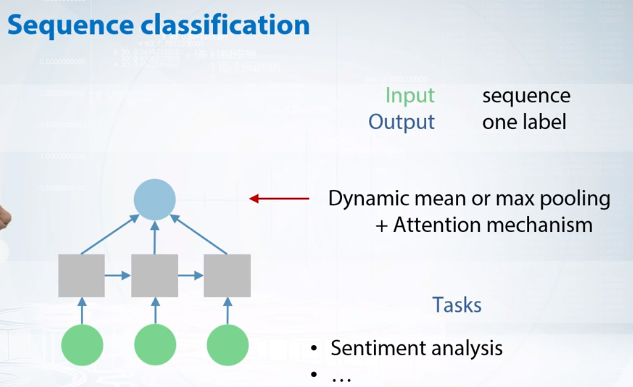 Sequence classification
Input sequence
Output one label
Dynamic mean or max pooling
+ Attention mechanism
Tasks
• Sentiment analysis
• ...